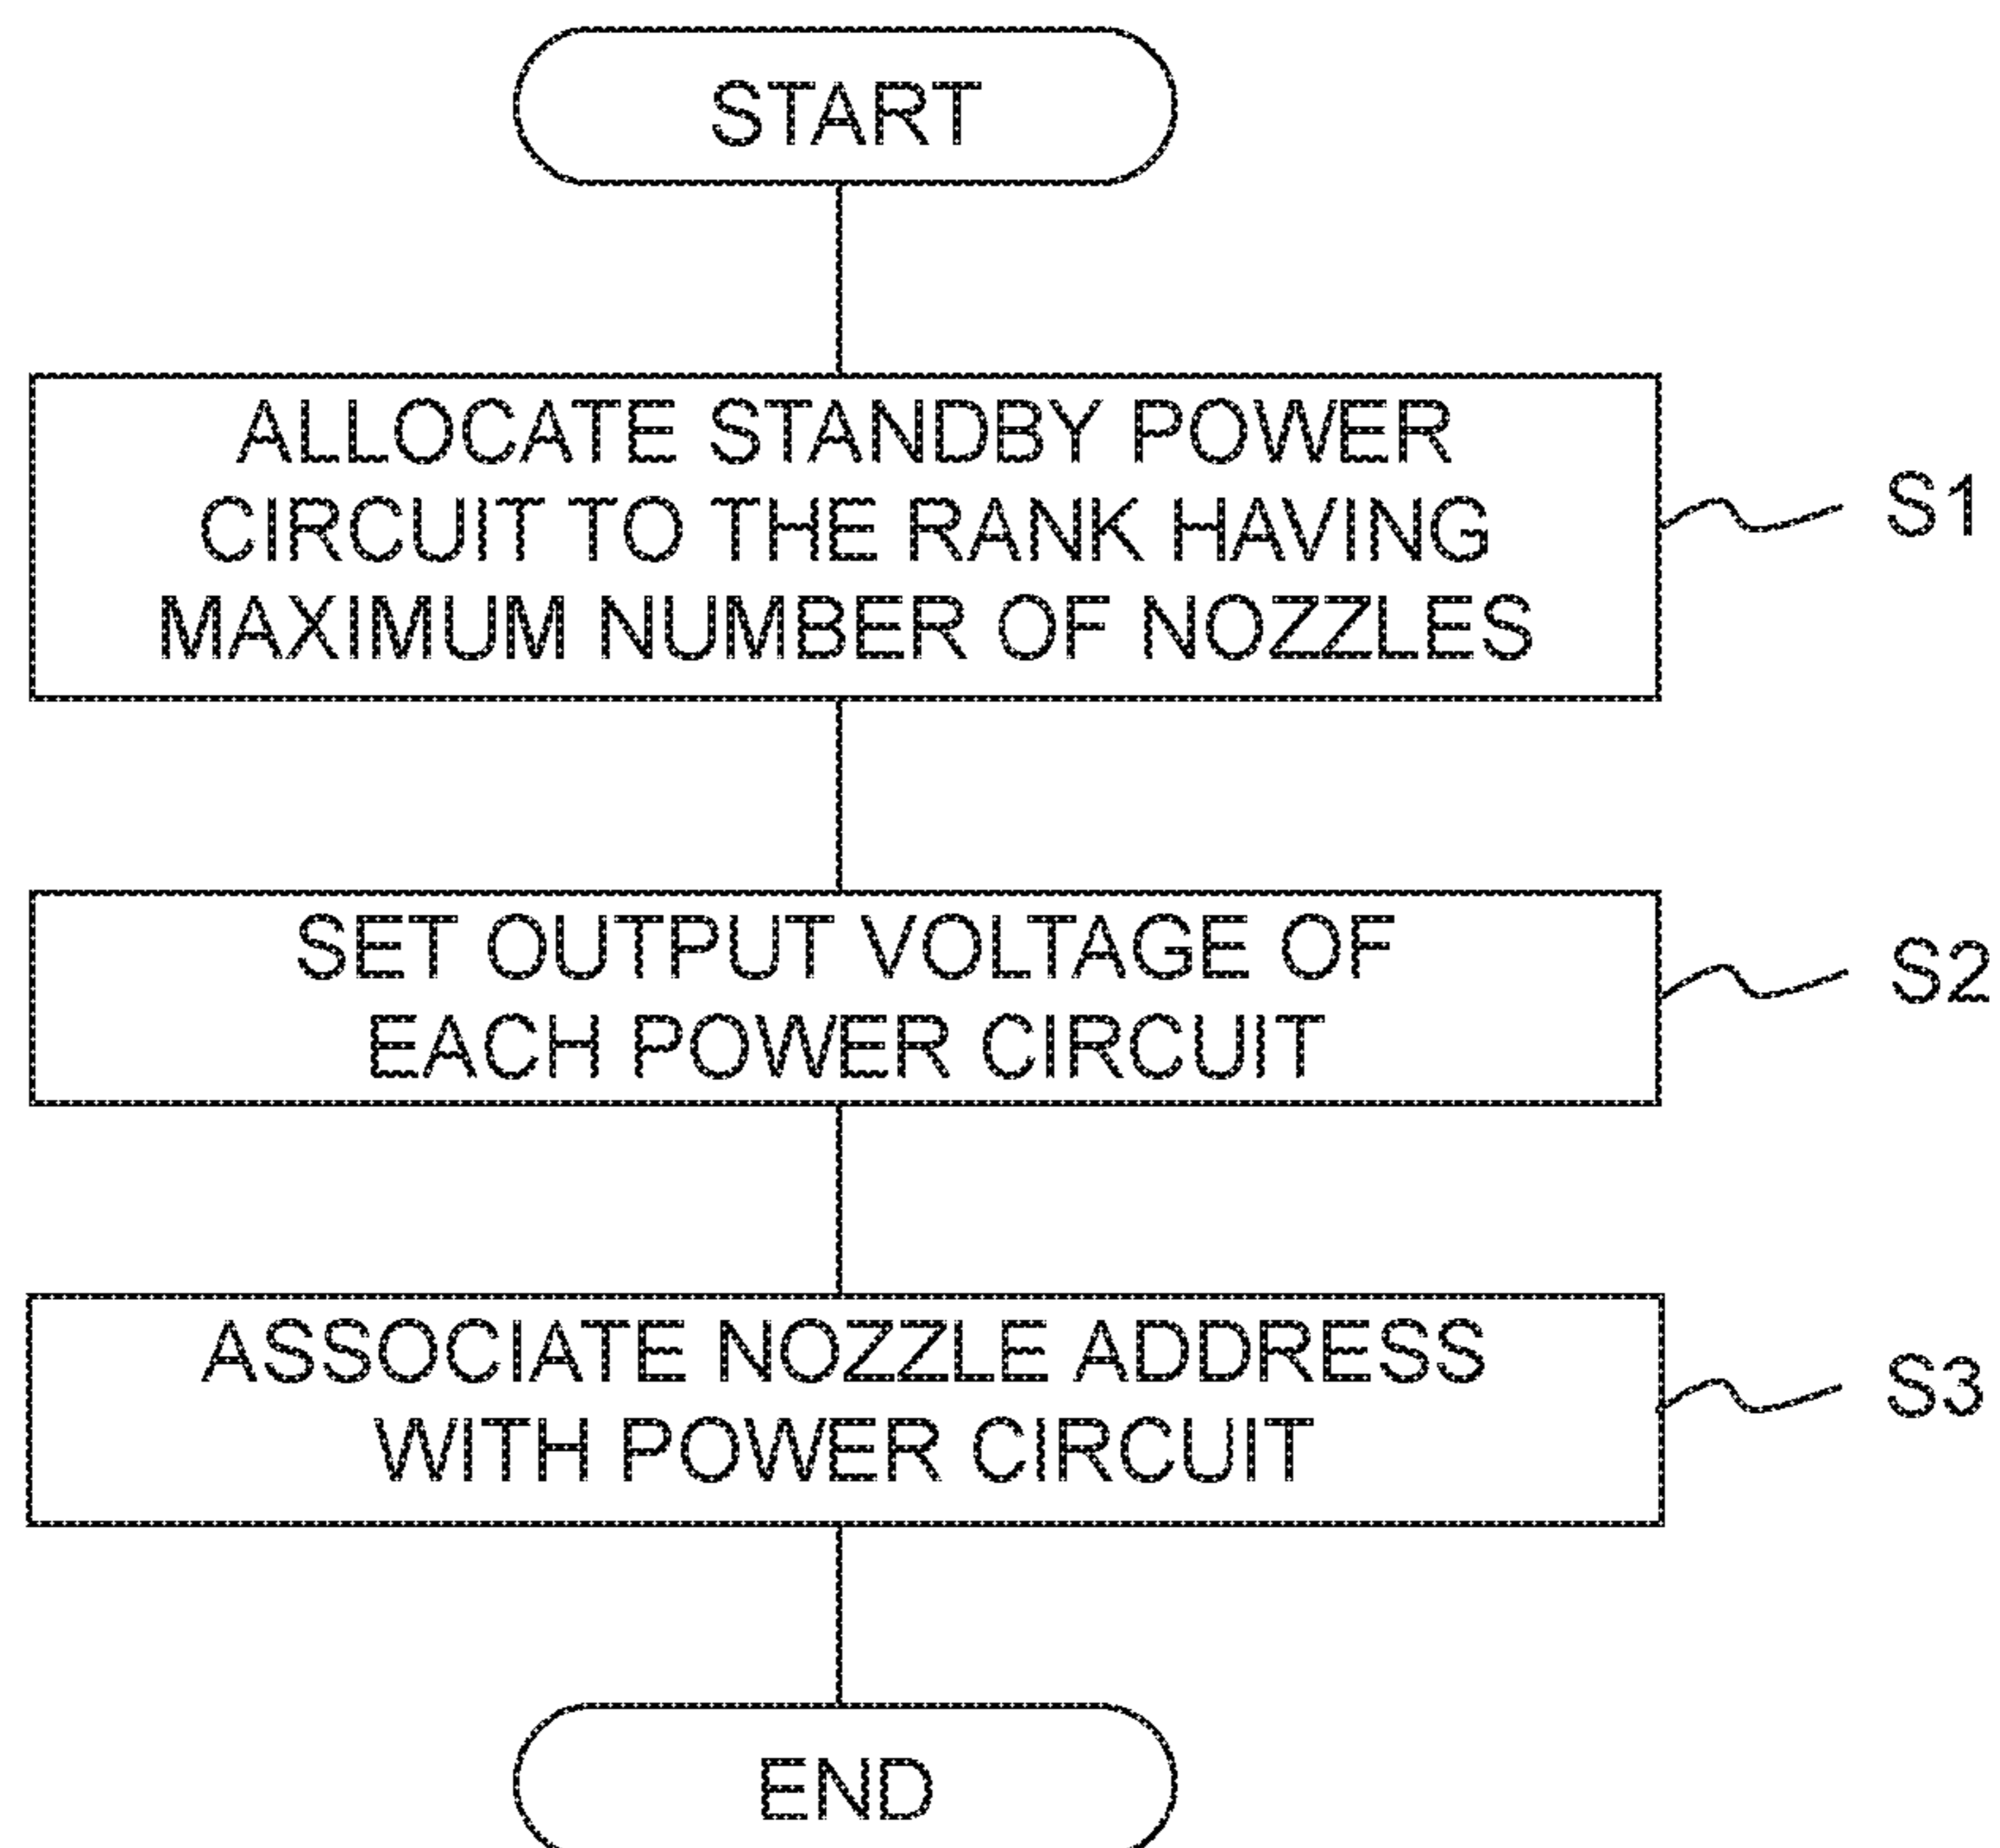 START
ALLOCATE STANDBY POWER
CIRCUIT TO THE RANK HAVING
MAXIMUM NUMBER OF NOZZLES
S1
SET OUTPUT VOLTAGE OF
EACH POWER CIRCUIT
S2
ASSOCIATE NOZZLE ADDRESS
WITH POWER CIRCUIT
S3
END